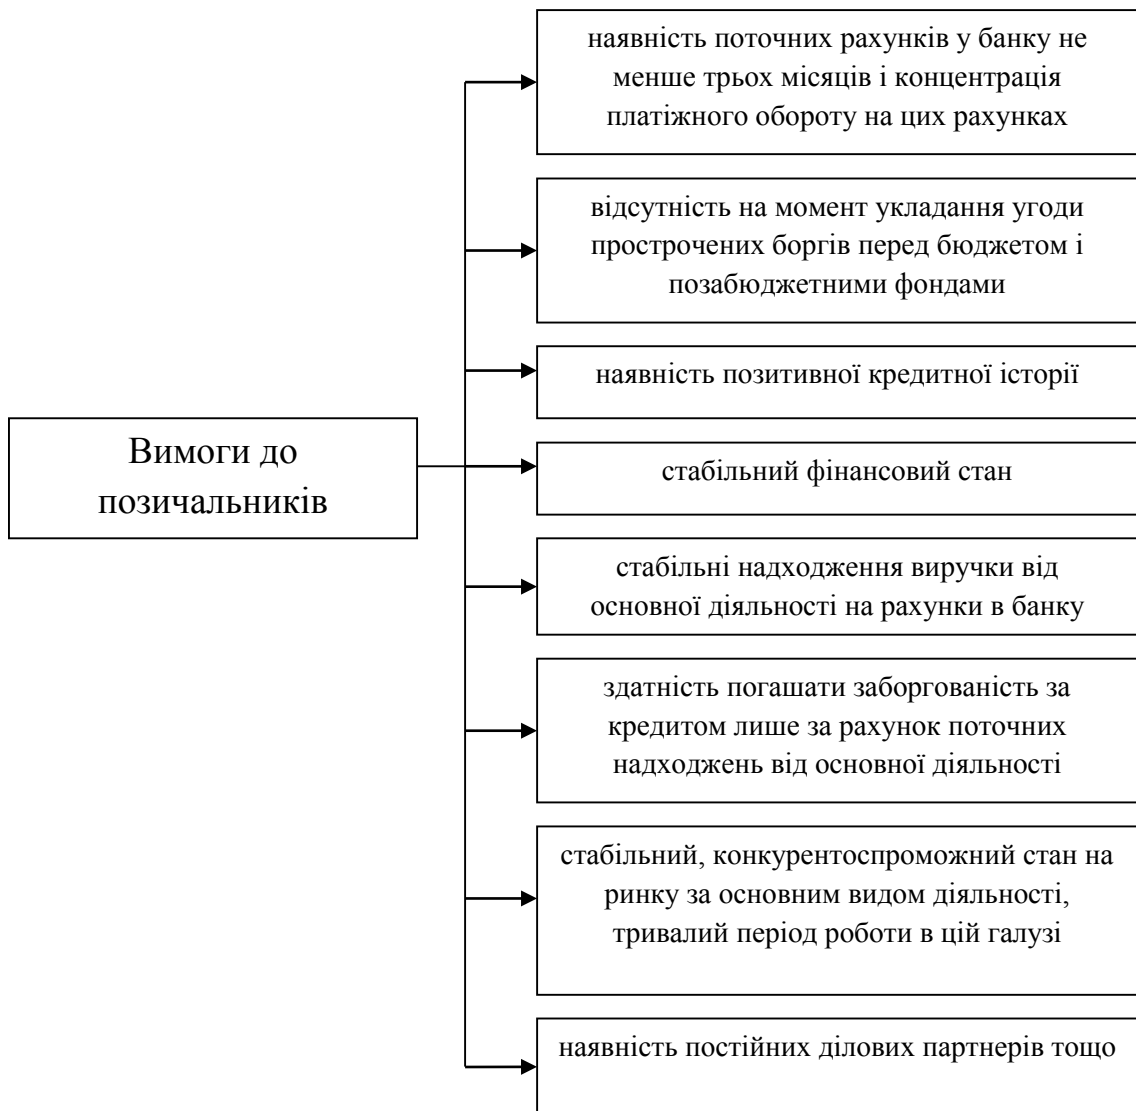 наявність поточних рахунків у банку не
менше трьох місяців і концентрація
платіжного обороту на цих рахунках
відсутність на момент укладання угоди
прострочених боргів перед бюджетом і
позабюджетними фондами
наявність позитивної кредитної історії
Вимоги до
позичальників
стабільний фінансовий стан
стабільні надходження виручки від
основної діяльності на рахунки в банку
здатність погашати заборгованість за
кредитом лише за рахунок поточних
надходжень від основної діяльності
стабільний, конкурентоспроможний стан на
ринку за основним видом діяльності,
тривалий період роботи в цій галузі
наявність постійних ділових партнерів тощо